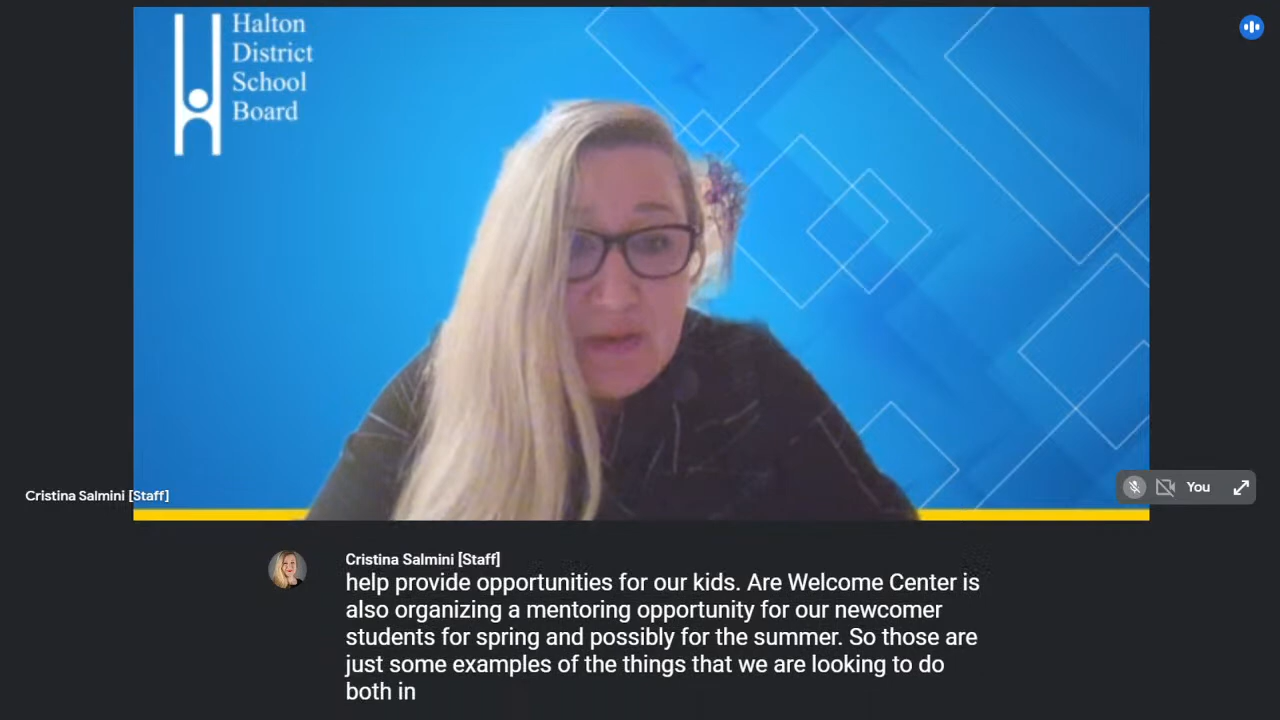 Halton
District
School
Board
Cristina Salmini [Staff]
You
Cristina Salmini [Staff]
help provide opportunities for our kids. Are Welcome Center is
also organizing a mentoring opportunity for our newcomer
students for spring and possibly for the summer. So those are
just some examples of the things that we are looking to do
both in